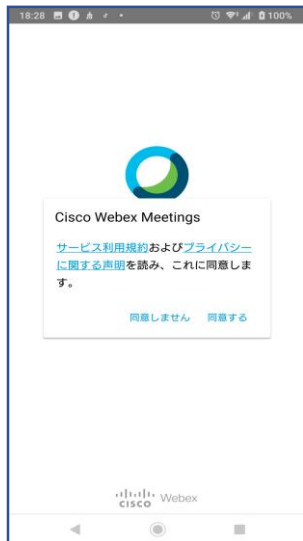 18:28
100%
Cisco Webex Meetings
サービス利用規約およびプライバシー
に関する声明を読み、これに同意しま
す。
同意しません 同意する
CISCO Webex